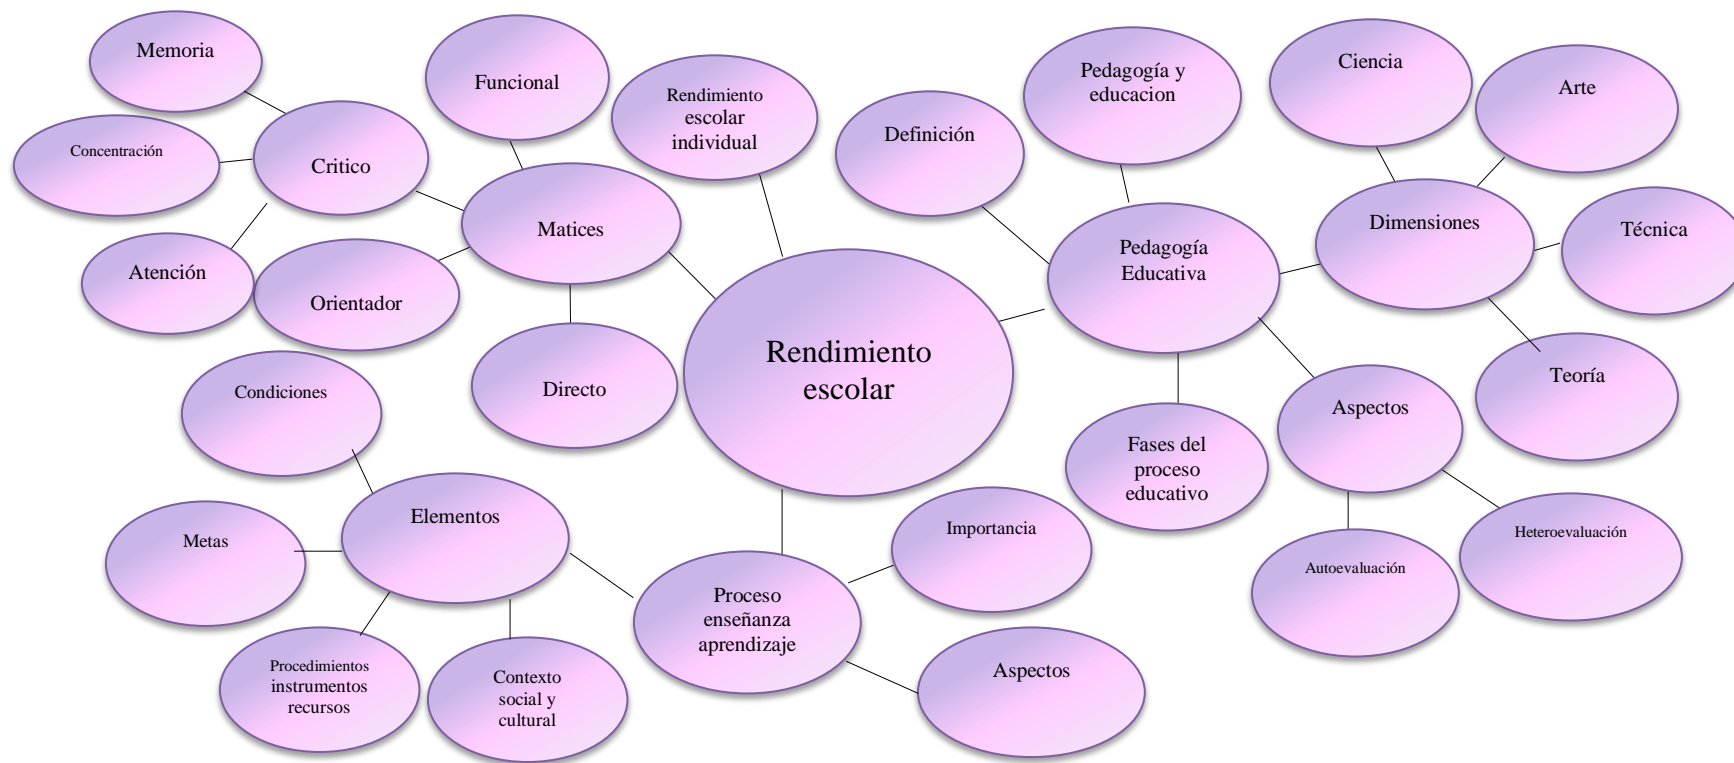 Memoria
Concentración
Critico
Atención
Funcional
Matices
Orientador
Directo
Rendimiento
escolar
individual
Rendimiento
escolar
Definición
Pedagogía y
educacion
Pedagogía
Educativa
Fases del
proceso
educativo
Ciencia
Arte
Dimensiones
Técnica
Teoría
Aspectos
Heteroevaluación
Autoevaluación
Condiciones
Elementos
Metas
Procedimientos
instrumentos
recursos
Contexto
social y
cultural
Proceso
enseñanza
aprendizaje
Importancia
Aspectos